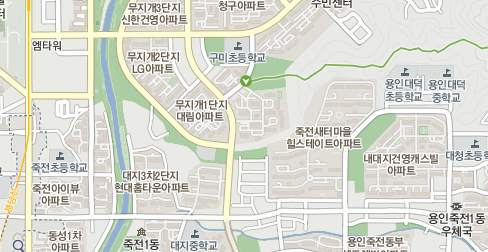 무지개3단지
신한건영아파트
청구아파트
주민센터
엠타워
무지개2단지
LG아파트
구미초등학교
무지개1단지
대림아파트
용인대덕
초등학교
용인대덕
중학교
죽전새터마을
힐스테이트아파트
죽전초등학교
내대지건영캐스빌
아파트
대청초등학교
죽전아이뷰
아파트
대지3차2단지
현대홈타운아파트
동성1차
아파트
죽전1동
대지중학교
용인죽전1동
우체국
용인죽전동부